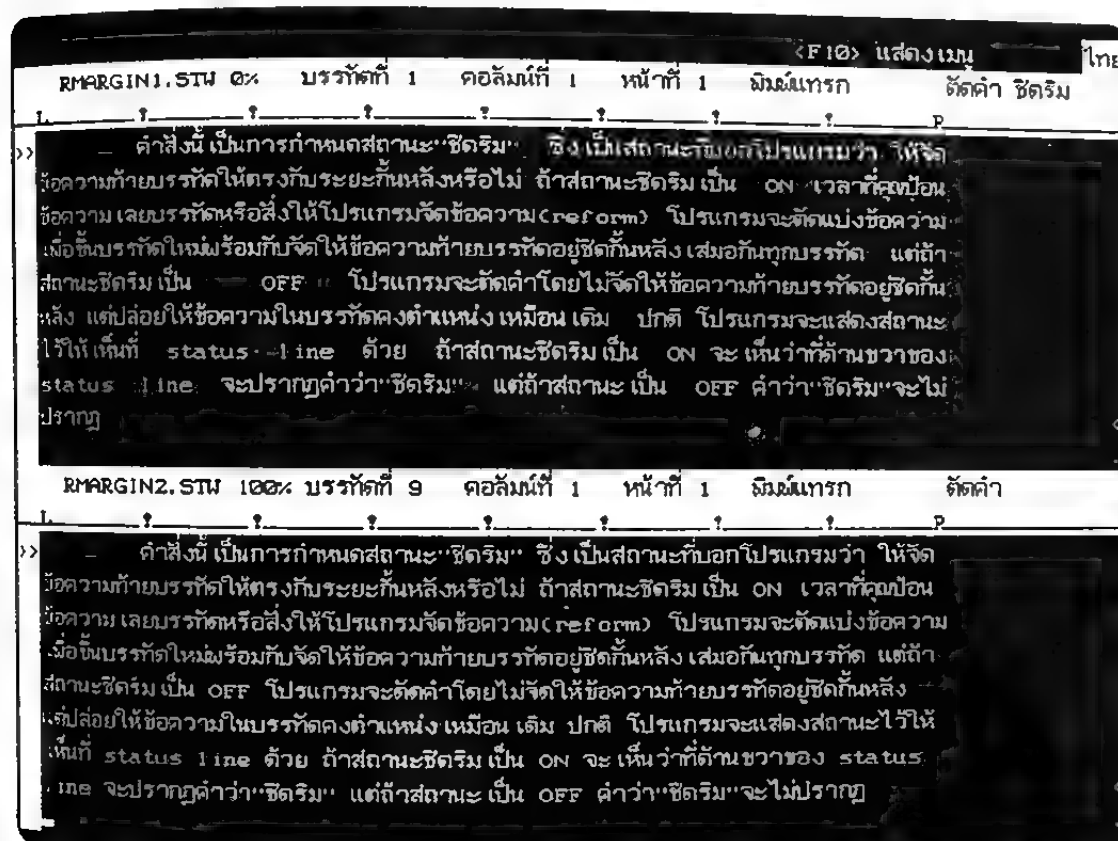 <F10> แสดงเมนู ไทย
RMARGIN1.STW 0% บรรทัดที่ 1 คอลัมน์ที่ 1 หน้าที่ 1 พิมพ์แทรก ตัดคำ ชิดริม
L R
>> คำสั่งนี้เป็นการกำหนดสถานะ"ชิดริม" ซึ่งเป็นสถานะที่บอกโปรแกรมว่า ให้จัด
ข้อความท้ายบรรทัดให้ตรงกับระยะกั้นหลังหรือไม่ ถ้าสถานะชิดริมเป็น ON เวลาที่คุณป้อน
ข้อความเลยบรรทัดหรือสั่งให้โปรแกรมจัดข้อความ(reform) โปรแกรมจะตัดแบ่งข้อความ
เพื่อขึ้นบรรทัดใหม่พร้อมกับจัดให้ข้อความท้ายบรรทัดอยู่ชิดกั้นหลังเสมอกันทุกบรรทัด แต่ถ้า
สถานะชิดริมเป็น OFF โปรแกรมจะตัดคำโดยไม่จัดให้ข้อความท้ายบรรทัดอยู่ชิดกั้น
หลัง แต่ปล่อยให้ข้อความในบรรทัดคงตำแหน่งเหมือนเดิม ปกติ โปรแกรมจะแสดงสถานะ
ไว้ให้เห็นที่ status line ด้วย ถ้าสถานะชิดริมเป็น ON จะเห็นว่าที่ด้านขวาของ
status line จะปรากฏคำว่า"ชิดริม" แต่ถ้าสถานะเป็น OFF คำว่า"ชิดริม"จะไม่
ปรากฏ
RMARGIN2.STW 100% บรรทัดที่ 9 คอลัมน์ที่ 1 หน้าที่ 1 พิมพ์แทรก ตัดคำ
L R
>> คำสั่งนี้เป็นการกำหนดสถานะ"ชิดริม" ซึ่งเป็นสถานะที่บอกโปรแกรมว่า ให้จัด
ข้อความท้ายบรรทัดให้ตรงกับระยะกั้นหลังหรือไม่ ถ้าสถานะชิดริมเป็น ON เวลาที่คุณป้อน
ข้อความเลยบรรทัดหรือสั่งให้โปรแกรมจัดข้อความ(reform) โปรแกรมจะตัดแบ่งข้อความ
เพื่อขึ้นบรรทัดใหม่พร้อมกับจัดให้ข้อความท้ายบรรทัดอยู่ชิดกั้นหลังเสมอกันทุกบรรทัด แต่ถ้า
สถานะชิดริมเป็น OFF โปรแกรมจะตัดคำโดยไม่จัดให้ข้อความท้ายบรรทัดอยู่ชิดกั้นหลัง
แต่ปล่อยให้ข้อความในบรรทัดคงตำแหน่งเหมือนเดิม ปกติ โปรแกรมจะแสดงสถานะไว้ให้
เห็นที่ status line ด้วย ถ้าสถานะชิดริมเป็น ON จะเห็นว่าที่ด้านขวาของ status
line จะปรากฏคำว่า"ชิดริม" แต่ถ้าสถานะเป็น OFF คำว่า"ชิดริม"จะไม่ปรากฏ